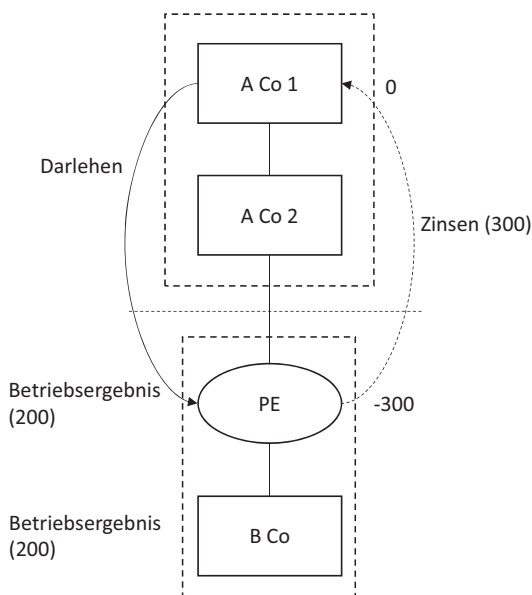 A Co 1
0
Darlehen
A Co 2
Zinsen (300)
Betriebsergebnis
(200)
PE
-300
Betriebsergebnis
(200)
B Co